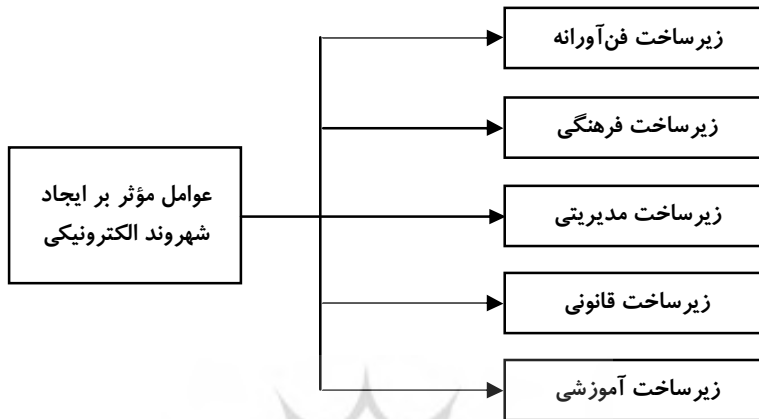 زیرساخت فن‌آورانه
زیرساخت فرهنگی
عوامل مؤثر بر ایجاد
شهروند الکترونیکی
زیرساخت مدیریتی
زیرساخت قانونی
زیرساخت آموزشی